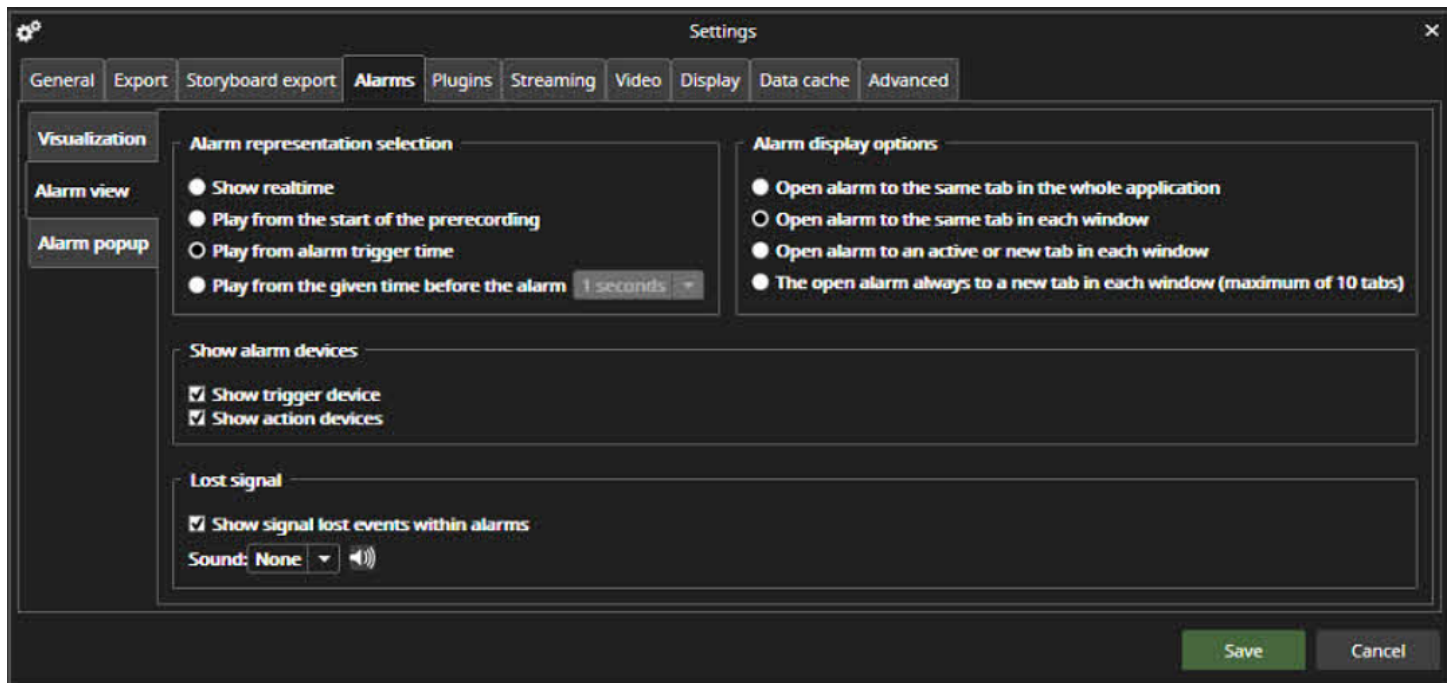 Settings
General Export Storyboard export Alarms Plugins Streaming Video Display Data cache Advanced
Visualization
Alarm view
Alarm popup
Alarm representation selection
Show realtime
Play from the start of the prerecording
Play from alarm trigger time
Play from the given time before the alarm 1 seconds
Alarm display options
Open alarm to the same tab in the whole application
Open alarm to the same tab in each window
Open alarm to an active or new tab in each window
The open alarm always to a new tab in each window (maximum of 10 tabs)
Show alarm devices
Show trigger device
Show action devices
Lost signal
Show signal lost events within alarms
Sound: None
Save Cancel